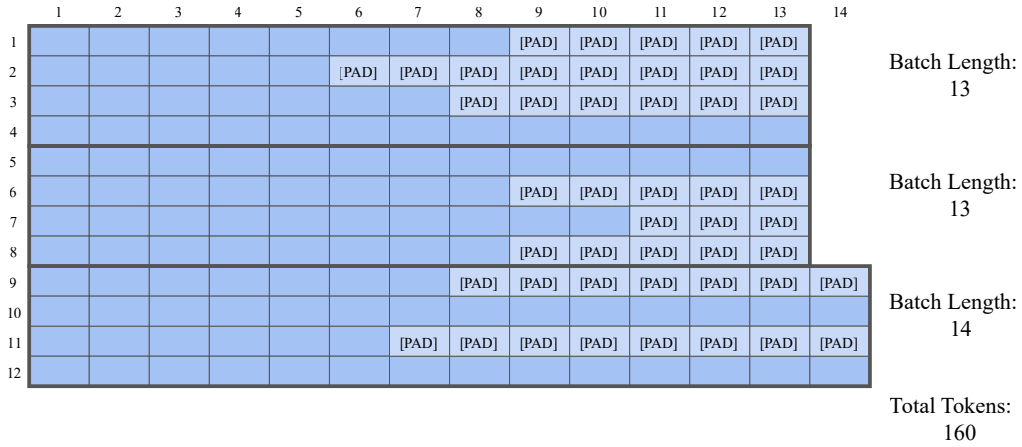 1 2 3 4 5 6 7 8 9 10 11 12 13 14
1 [PAD] [PAD] [PAD] [PAD] [PAD]
2 [PAD] [PAD] [PAD] [PAD] [PAD] [PAD] [PAD] [PAD]
3 [PAD] [PAD] [PAD] [PAD] [PAD] [PAD]
4
Batch Length:
13
5
6 [PAD] [PAD] [PAD] [PAD] [PAD]
7 [PAD] [PAD] [PAD]
8 [PAD] [PAD] [PAD] [PAD] [PAD]
Batch Length:
13
9 [PAD] [PAD] [PAD] [PAD] [PAD] [PAD] [PAD]
10
11 [PAD] [PAD] [PAD] [PAD] [PAD] [PAD] [PAD] [PAD]
12
Batch Length:
14
Total Tokens:
160